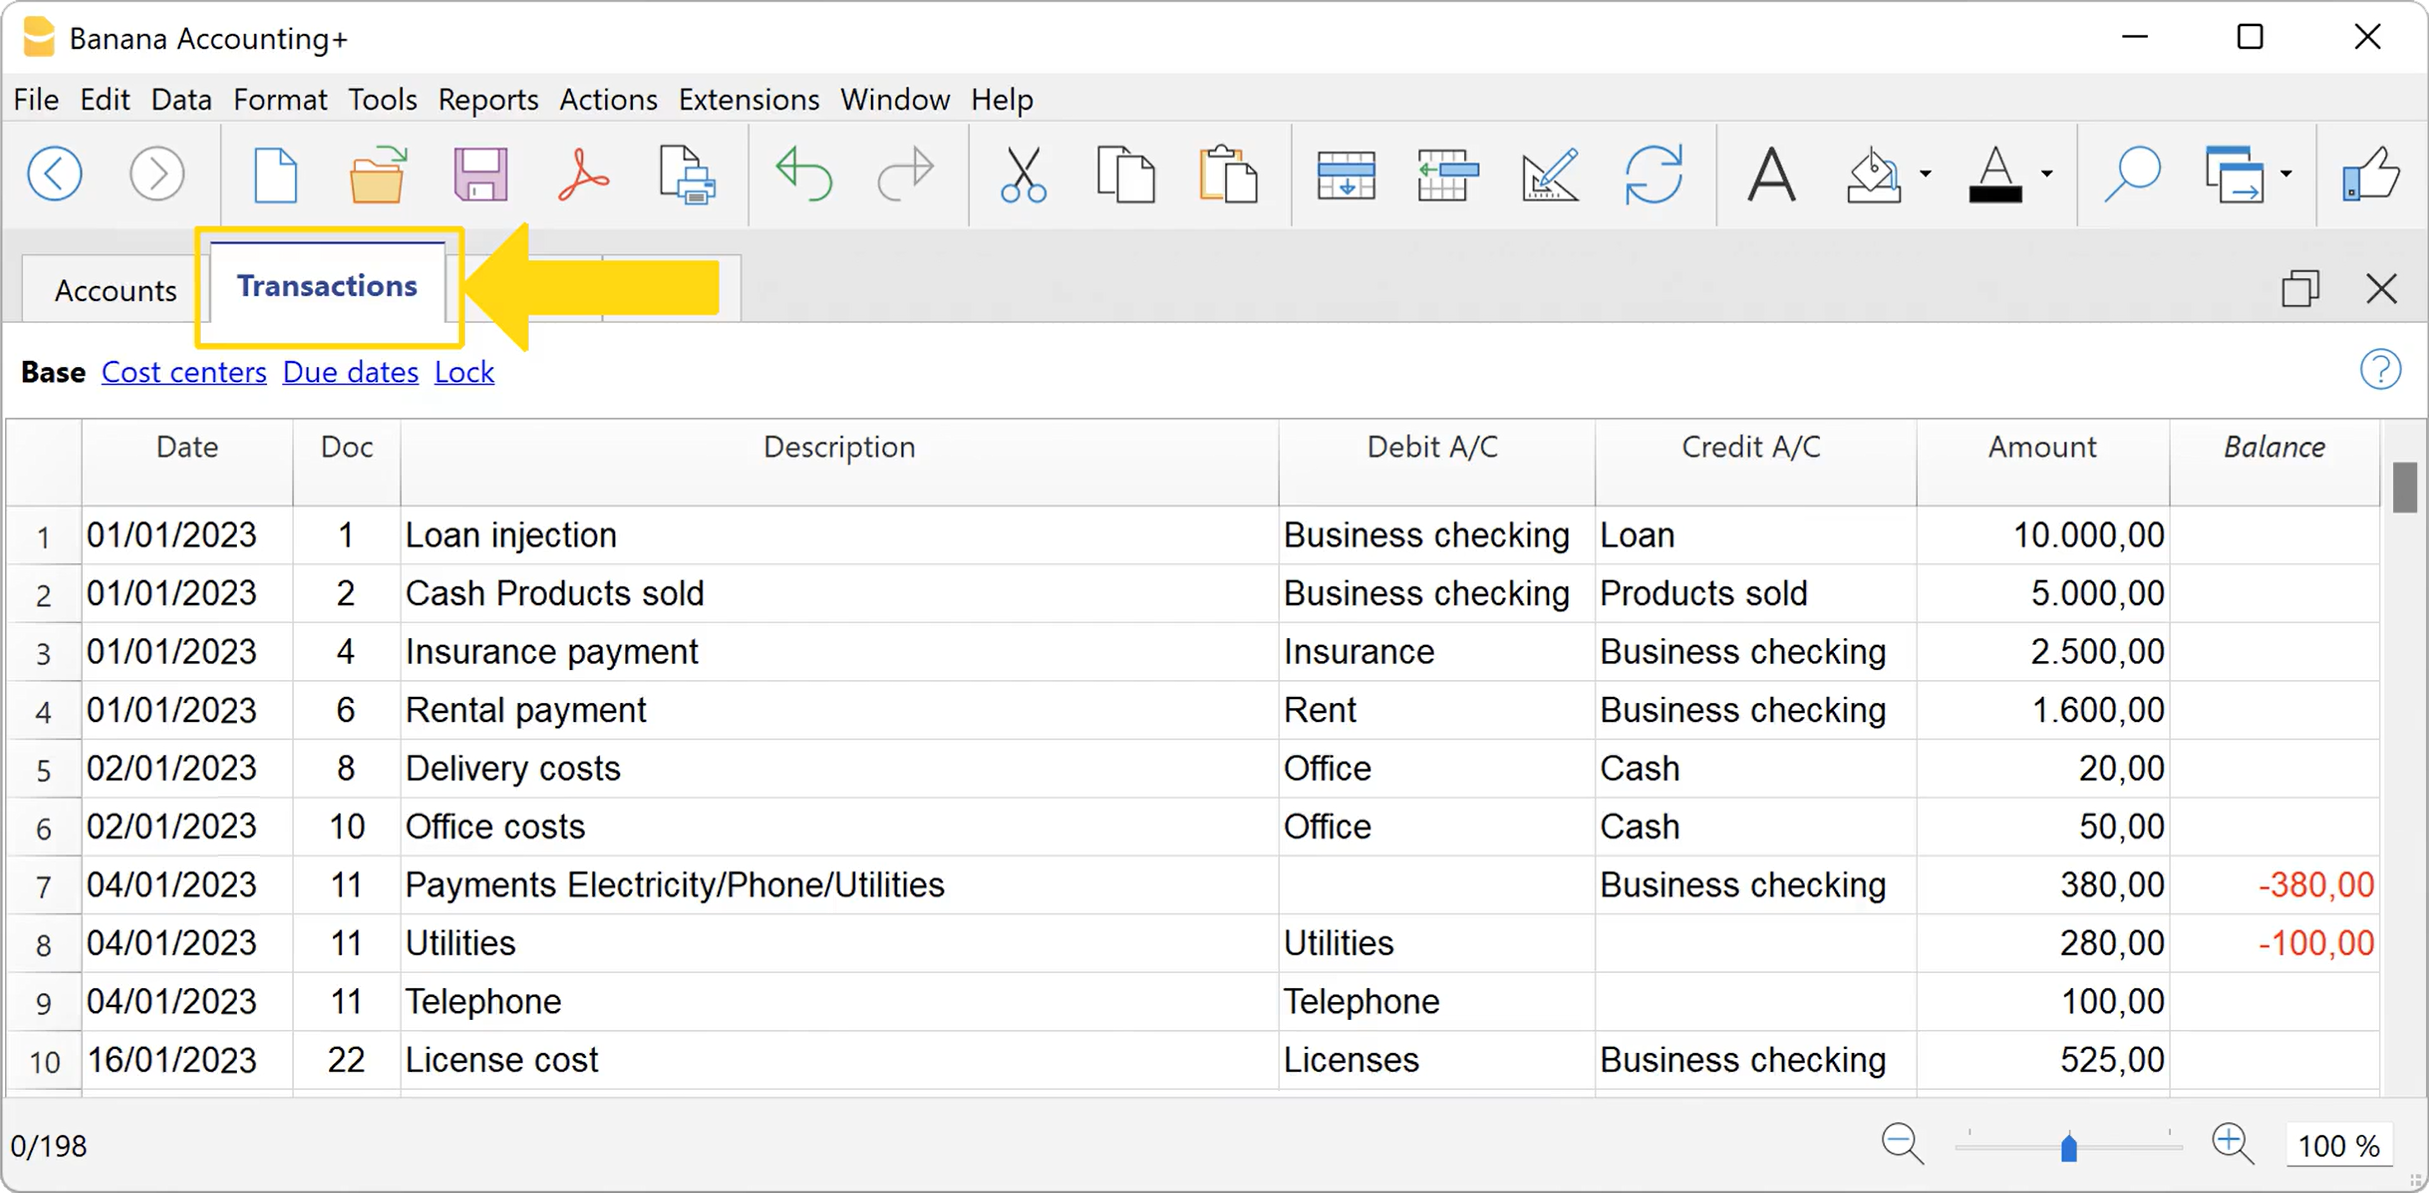 Banana Accounting+
File Edit Data Format Tools Reports Actions Extensions Window Help
Accounts Transactions
Base Cost centers Due dates Lock
Date Doc Description Debit A/C Credit A/C Amount Balance
1 01/01/2023 1 Loan injection Business checking Loan 10.000,00
2 01/01/2023 2 Cash Products sold Business checking Products sold 5.000,00
3 01/01/2023 4 Insurance payment Insurance Business checking 2.500,00
4 01/01/2023 6 Rental payment Rent Business checking 1.600,00
5 02/01/2023 8 Delivery costs Office Cash 20,00
6 02/01/2023 10 Office costs Office Cash 50,00
7 04/01/2023 11 Payments Electricity/Phone/Utilities Business checking 380,00 -380,00
8 04/01/2023 11 Utilities Utilities 280,00 -100,00
9 04/01/2023 11 Telephone Telephone 100,00
10 16/01/2023 22 License cost Licenses Business checking 525,00
0/198 100 %